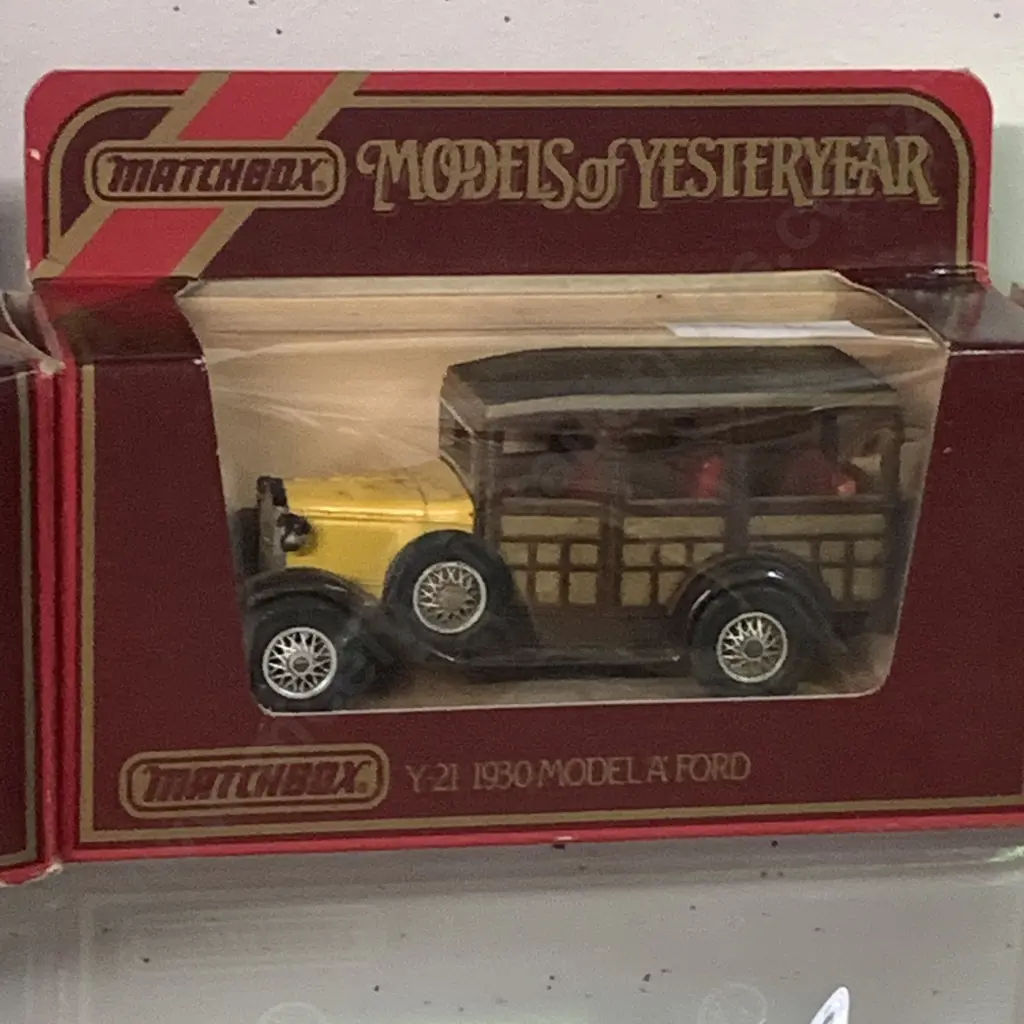 MATCHBOX®
MODELS of YESTERYEAR
MATCHBOX®
Y-21 1930 MODEL 'A' FORD